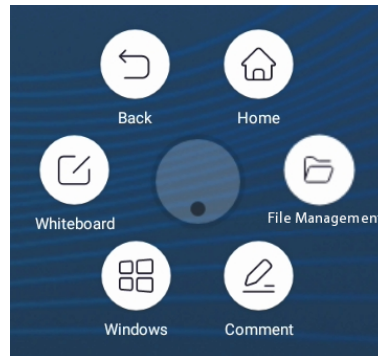 Back
Home
Whiteboard
File Managemen
Windows
Comment